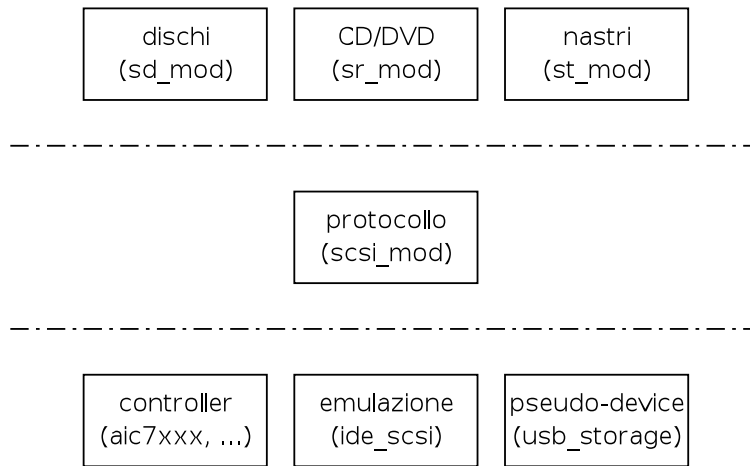 dischi
(sd_mod)
CD/DVD
(sr_mod)
nastri
(st_mod)
protocollo
(scsi_mod)
controller
(aic7xxx, ...)
emulazione
(ide_scsi)
pseudo-device
(usb_storage)